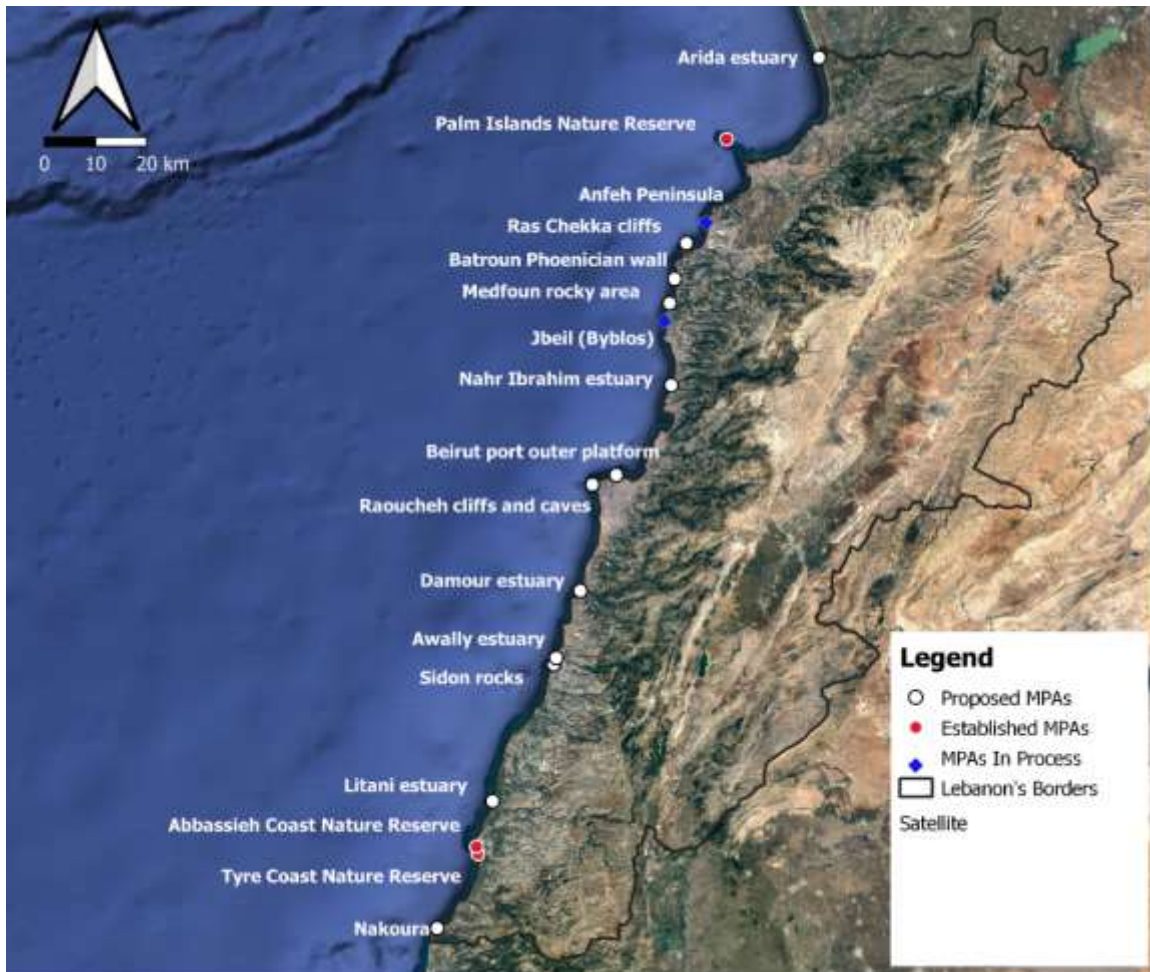 Arida estuary
Palm Islands Nature Reserve
0 10 20 km
Anfeh Peninsula
Ras Chekka cliffs
Batroun Phoenician wall
Medfoun rocky area
Jbeil (Byblos)
Nahr Ibrahim estuary
Beirut port outer platform
Raoucheh cliffs and caves
Damour estuary
Awally estuary
Sidon rocks
Litani estuary
Abbassieh Coast Nature Reserve
Tyre Coast Nature Reserve
Nakoura
Legend
Proposed MPAs
Established MPAs
MPAs In Process
Lebanon's Borders
Satellite